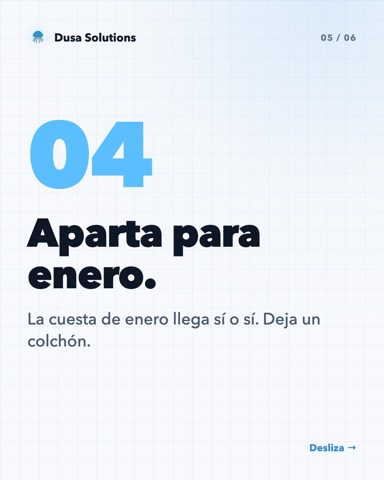 Dusa Solutions
05 / 06
04
Aparta para
enero.
La cuesta de enero llega sí o sí. Deja un
colchón.
Desliza →